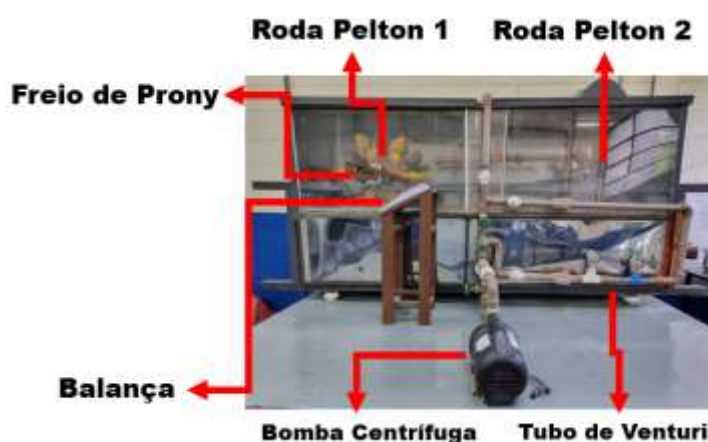 Roda Pelton 1
Roda Pelton 2
Freio de Prony
Balança
Bomba Centrífuga
Tubo de Venturi